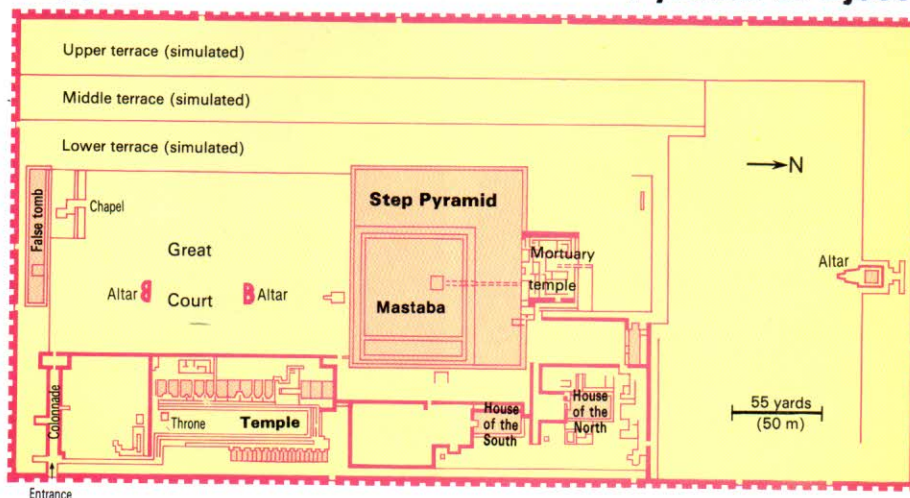 Upper terrace (simulated)
Middle terrace (simulated)
Lower terrace (simulated)
N
Step Pyramid
False tomb
Chapel
Great
Court
Altar
Altar
Mastaba
Mortuary
temple
Altar
Colonnade
Throne
Temple
House
of the
South
House
of the
North
55 yards
(50 m)
Entrance